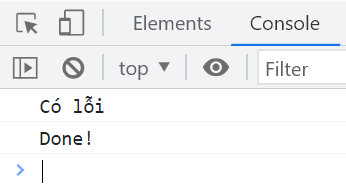 Elements Console
top Filter
Có lỗi
Done!